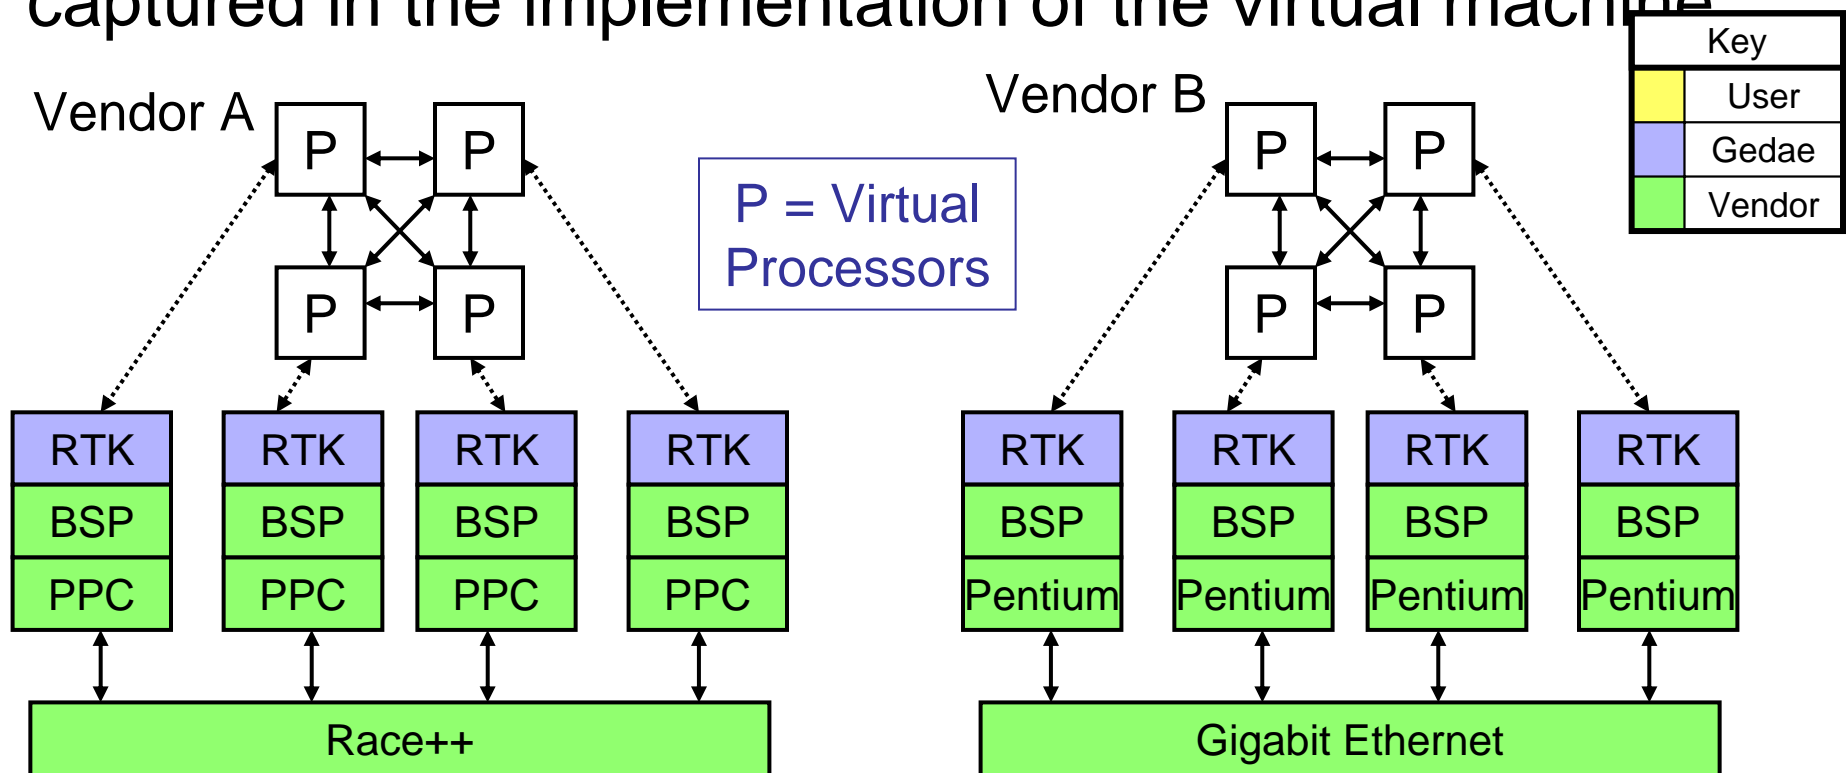 captured in the implementation of the virtual machine
Key
User
Gedae
Vendor
Vendor A
P P
P P
P = Virtual
Processors
Vendor B
P P
P P
RTK RTK RTK RTK
BSP BSP BSP BSP
PPC PPC PPC PPC
Race++
RTK RTK RTK RTK
BSP BSP BSP BSP
Pentium Pentium Pentium Pentium
Gigabit Ethernet